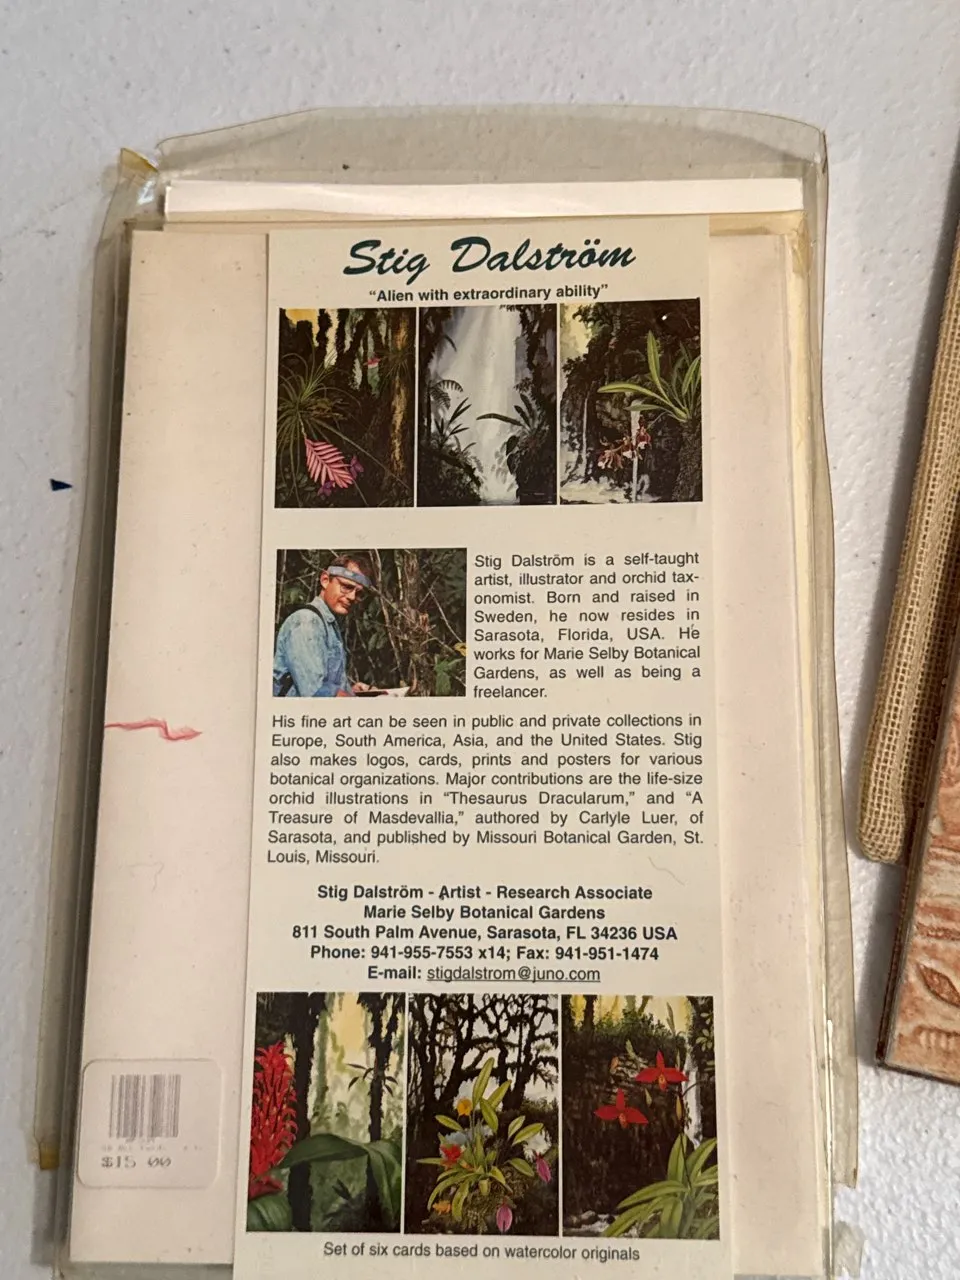 Stig Dalström
“Alien with extraordinary ability”
Stig Dalström is a self-taught
artist, illustrator and orchid tax-
onomist. Born and raised in
Sweden, he now resides in
Sarasota, Florida, USA. He
works for Marie Selby Botanical
Gardens, as well as being a
freelancer.
His fine art can be seen in public and private collections in
Europe, South America, Asia, and the United States. Stig
also makes logos, cards, prints and posters for various
botanical organizations. Major contributions are the life-size
orchid illustrations in “Thesaurus Dracularum,” and “A
Treasure of Masdevallia,” authored by Carlyle Luer, of
Sarasota, and published by Missouri Botanical Garden, St.
Louis, Missouri.
Stig Dalström - Artist - Research Associate
Marie Selby Botanical Gardens
811 South Palm Avenue, Sarasota, FL 34236 USA
Phone: 941-955-7553 x14; Fax: 941-951-1474
E-mail: stigdalstrom@juno.com
$15 00
Set of six cards based on watercolor originals